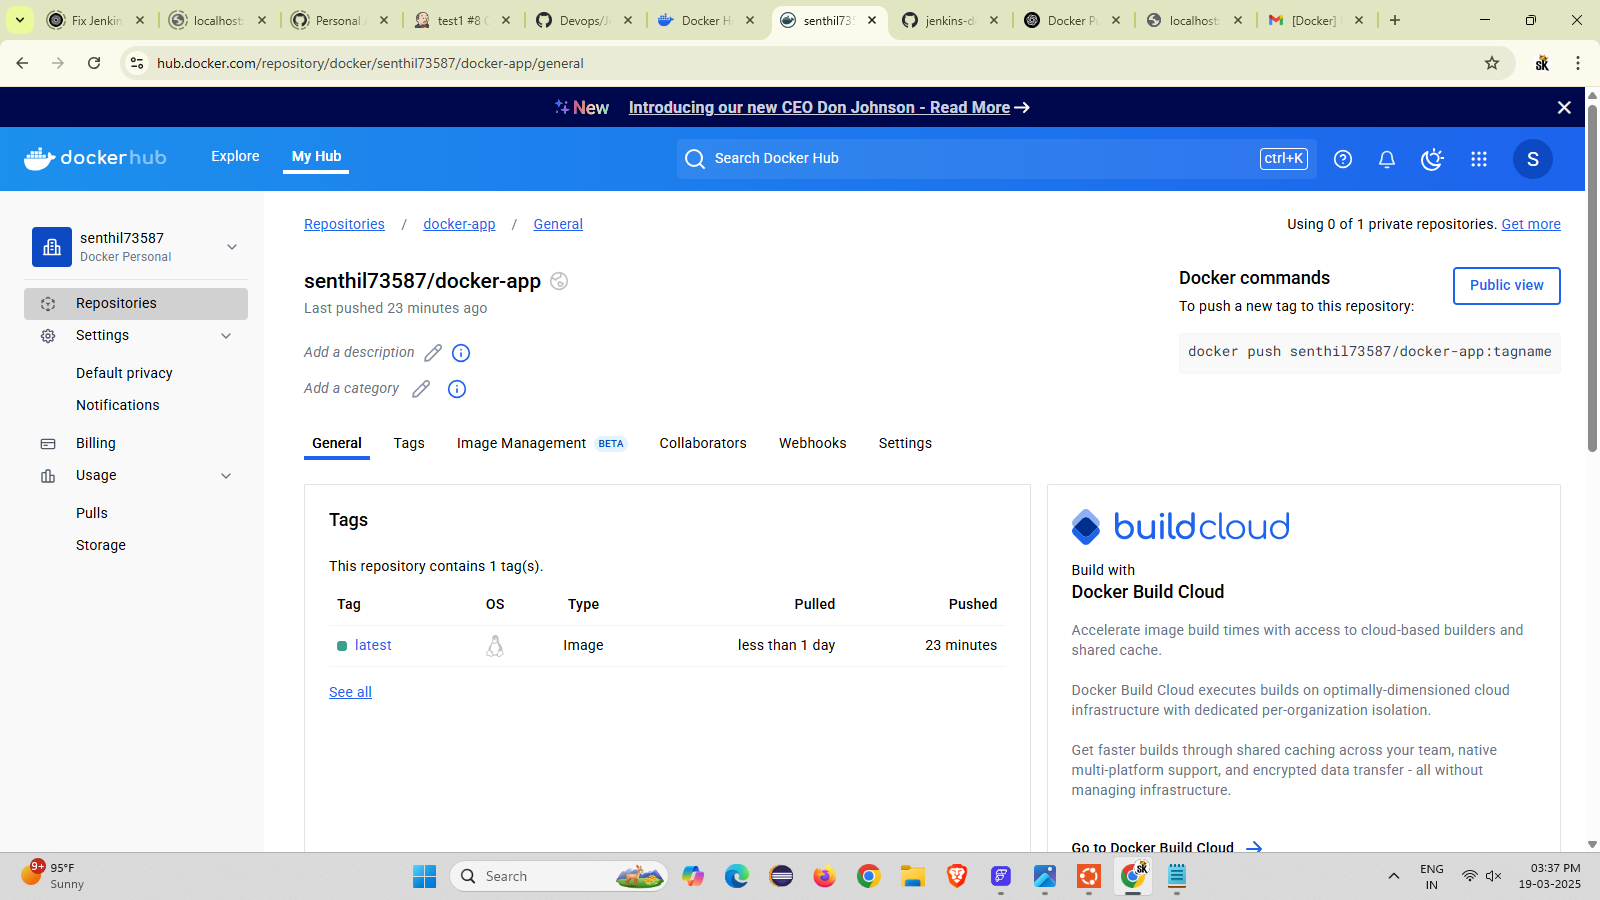 Fix Jenkin
localhost:
Personal A
test1 #8 C
Devops/Je
Docker H
senthil735
jenkins-de
Docker Pu
localhost:
[Docker]
hub.docker.com/repository/docker/senthil73587/docker-app/general
New Introducing our new CEO Don Johnson - Read More
dockerhub
Explore
My Hub
Search Docker Hub
ctrl+K
S
senthil73587
Docker Personal
Repositories
Settings
Default privacy
Notifications
Billing
Usage
Pulls
Storage
Repositories / docker-app / General
Using 0 of 1 private repositories. Get more
senthil73587/docker-app
Last pushed 23 minutes ago
Add a description
Add a category
Docker commands
Public view
To push a new tag to this repository:
docker push senthil73587/docker-app:tagname
General Tags Image Management BETA Collaborators Webhooks Settings
Tags
This repository contains 1 tag(s).
Tag OS Type Pulled Pushed
latest Image less than 1 day 23 minutes
See all
buildcloud
Build with
Docker Build Cloud
Accelerate image build times with access to cloud-based builders and
shared cache.
Docker Build Cloud executes builds on optimally-dimensioned cloud
infrastructure with dedicated per-organization isolation.
Get faster builds through shared caching across your team, native
multi-platform support, and encrypted data transfer - all without
managing infrastructure.
Go to Docker Build Cloud
9+
95°F
Sunny
Search
SK
ENG
IN
03:37 PM
19-03-2025